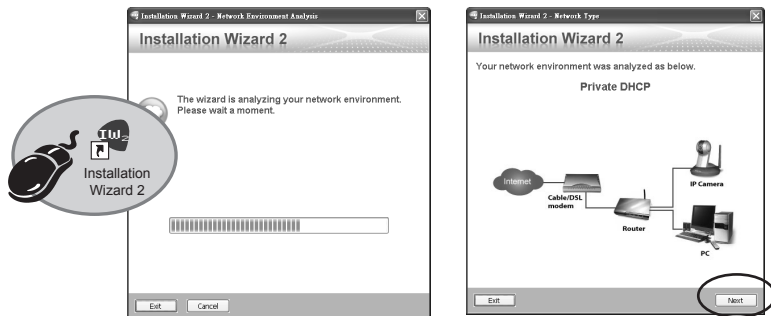 Installation Wizard 2 - Network Environment Analysis
Installation Wizard 2
The wizard is analyzing your network environment.
Please wait a moment.
IW2
Installation
Wizard 2
Exit
Cancel
Installation Wizard 2 - Network Type
Installation Wizard 2
Your network environment was analyzed as below.
Private DHCP
Internet
Cable/DSL
modem
Router
IP Camera
PC
Exit
Next